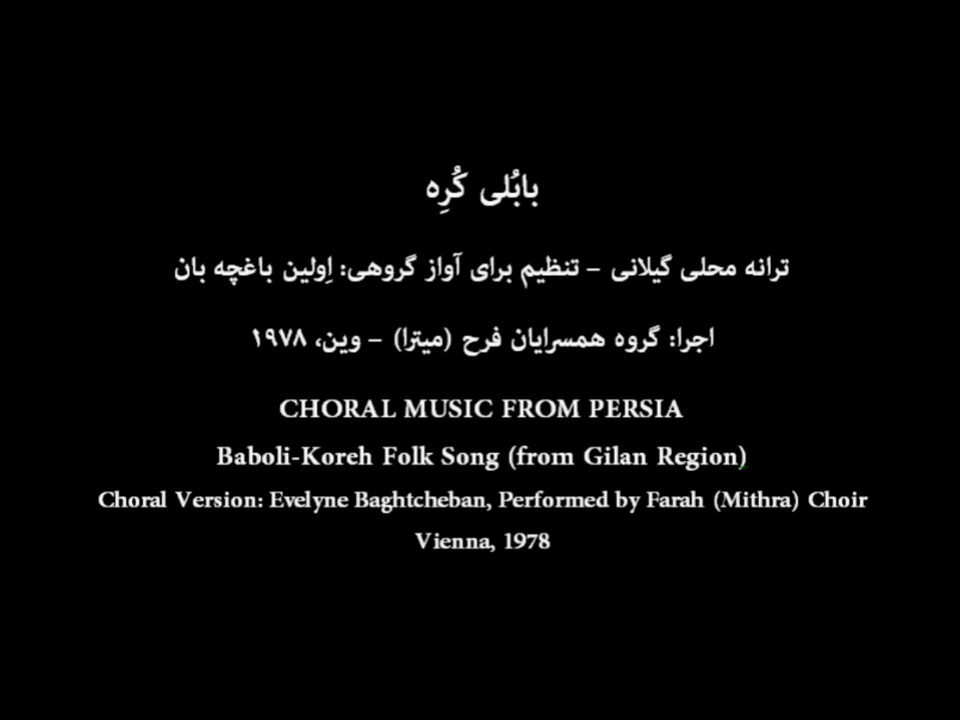 بابُلی کُرِه
ترانه محلی گیلانی – تنظیم برای آواز گروهی: اِولین باغچه بان
اجرا: گروه همسرایان فرح (میترا) – وین، ۱۹۷۸
CHORAL MUSIC FROM PERSIA
Baboli-Koreh Folk Song (from Gilan Region)
Choral Version: Evelyne Baghtcheban, Performed by Farah (Mithra) Choir
Vienna, 1978